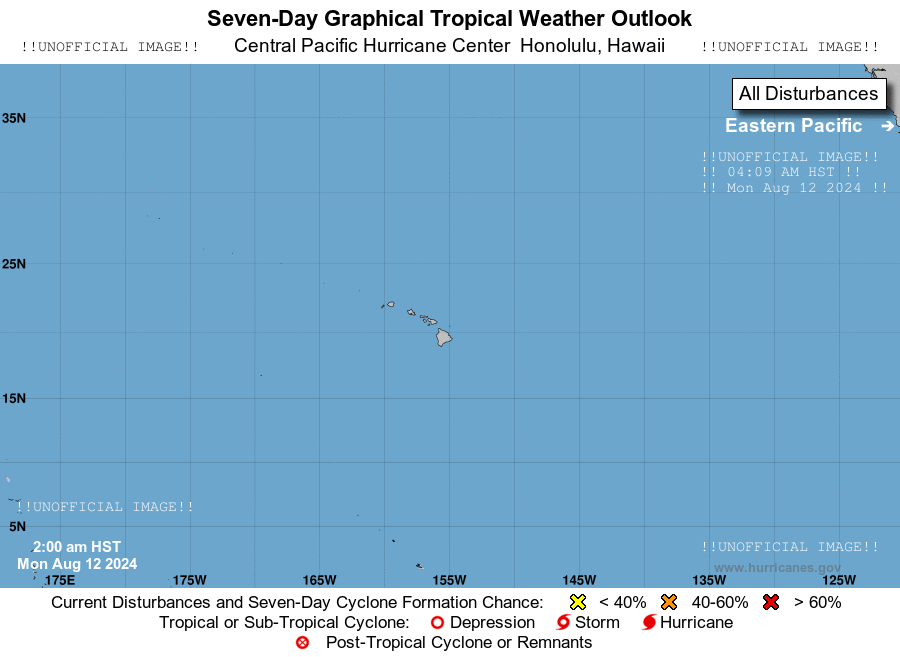 Seven-Day Graphical Tropical Weather Outlook
!!UNOFFICIAL IMAGE!! Central Pacific Hurricane Center Honolulu, Hawaii !!UNOFFICIAL IMAGE!!
All Disturbances
35N
Eastern Pacific →
!!UNOFFICIAL IMAGE!!
!! 04:09 AM HST !!
!! Mon Aug 12 2024 !!
25N
15N
!!UNOFFICIAL IMAGE!!
5N
2:00 am HST
Mon Aug 12 2024
!!UNOFFICIAL IMAGE!!
www.hurricanes.gov
175E 175W 165W 155W 145W 135W 125W
Current Disturbances and Seven-Day Cyclone Formation Chance: < 40% 40-60% > 60%
Tropical or Sub-Tropical Cyclone: Depression Storm Hurricane
Post-Tropical Cyclone or Remnants